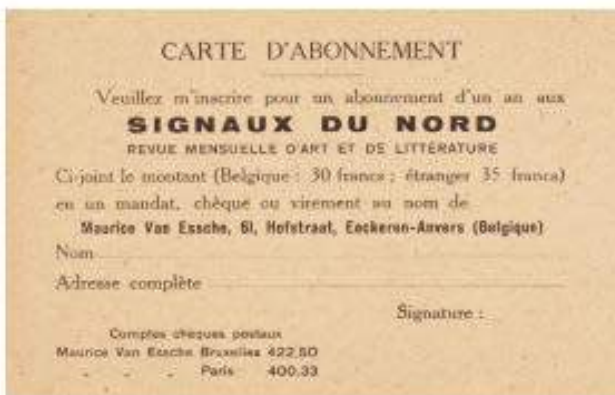 CARTE D'ABONNEMENT
Veuillez m'inscrire pour un abonnement d'un an aux
SIGNAUX DU NORD
REVUE MENSUELLE D'ART ET DE LITTÉRATURE
Ci-joint le montant (Belgique : 30 francs ; étranger 35 francs)
en un mandat, chèque ou virement au nom de
Maurice Van Essche, 61, Hofstraat, Eeckeren-Anvers (Belgique)
Nom
Adresse complète
Signature :
Comptes chèques postaux
Maurice Van Essche Bruxelles 422.50
„ „ „ Paris 400.33